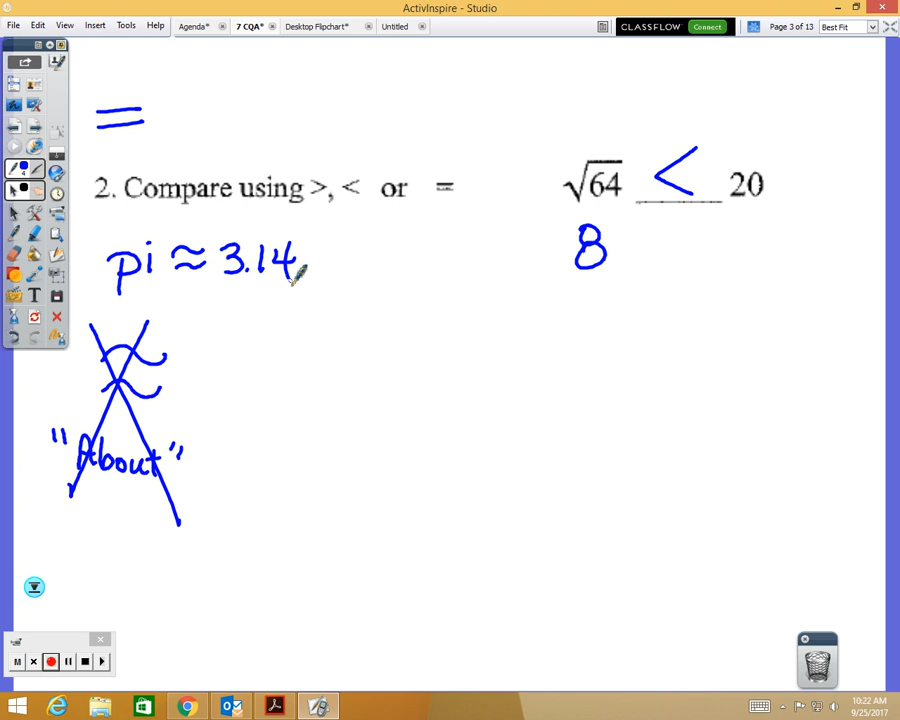 ActivInspire - Studio
File Edit View Insert Tools Help
Agenda* 7 CQA* Desktop Flipchart* Untitled
CLASSFLOW Connect Page 3 of 13 Best Fit
=
2. Compare using >, < or = √64 < 20
pi ≈ 3.14 8
≈
"About"
4
T
M
10:22 AM
9/25/2017